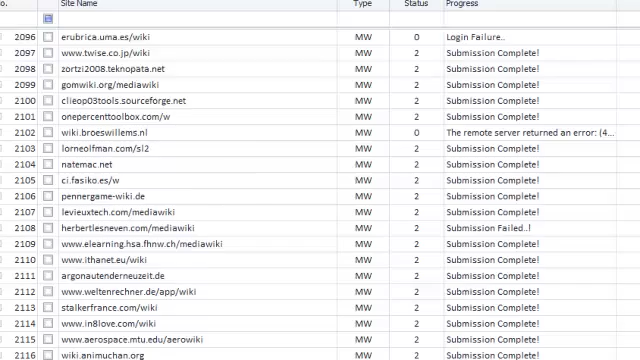 o. Site Name Type Status Progress
2096 erubrica.uma.es/wiki MW 0 Login Failure..
2097 www.twise.co.jp/wiki MW 2 Submission Complete!
2098 zortzi2008.teknopata.net MW 2 Submission Complete!
2099 gomwiki.org/mediawiki MW 2 Submission Complete!
2100 clieop03tools.sourceforge.net MW 2 Submission Complete!
2101 onepercenttoolbox.com/w MW 2 Submission Complete!
2102 wiki.broeswillems.nl MW 0 The remote server returned an error: (4...
2103 lorneolfman.com/sl2 MW 2 Submission Complete!
2104 natemac.net MW 2 Submission Complete!
2105 ci.fasiko.es/w MW 2 Submission Complete!
2106 pennergame-wiki.de MW 2 Submission Complete!
2107 levieuxtech.com/mediawiki MW 2 Submission Complete!
2108 herbertlesneven.com/mediawiki MW 2 Submission Failed..!
2109 www.elearning.hsa.fhnw.ch/mediawiki MW 2 Submission Complete!
2110 www.ithanet.eu/wiki MW 2 Submission Complete!
2111 argonautenderneuzeit.de MW 2 Submission Complete!
2112 www.weltenrechner.de/app/wiki MW 2 Submission Complete!
2113 stalkerfrance.com/wiki MW 2 Submission Complete!
2114 www.in8love.com/wiki MW 2 Submission Complete!
2115 www.aerospace.mtu.edu/aerowiki MW 2 Submission Complete!
2116 wiki.animuchan.org MW 2 Submission Complete!